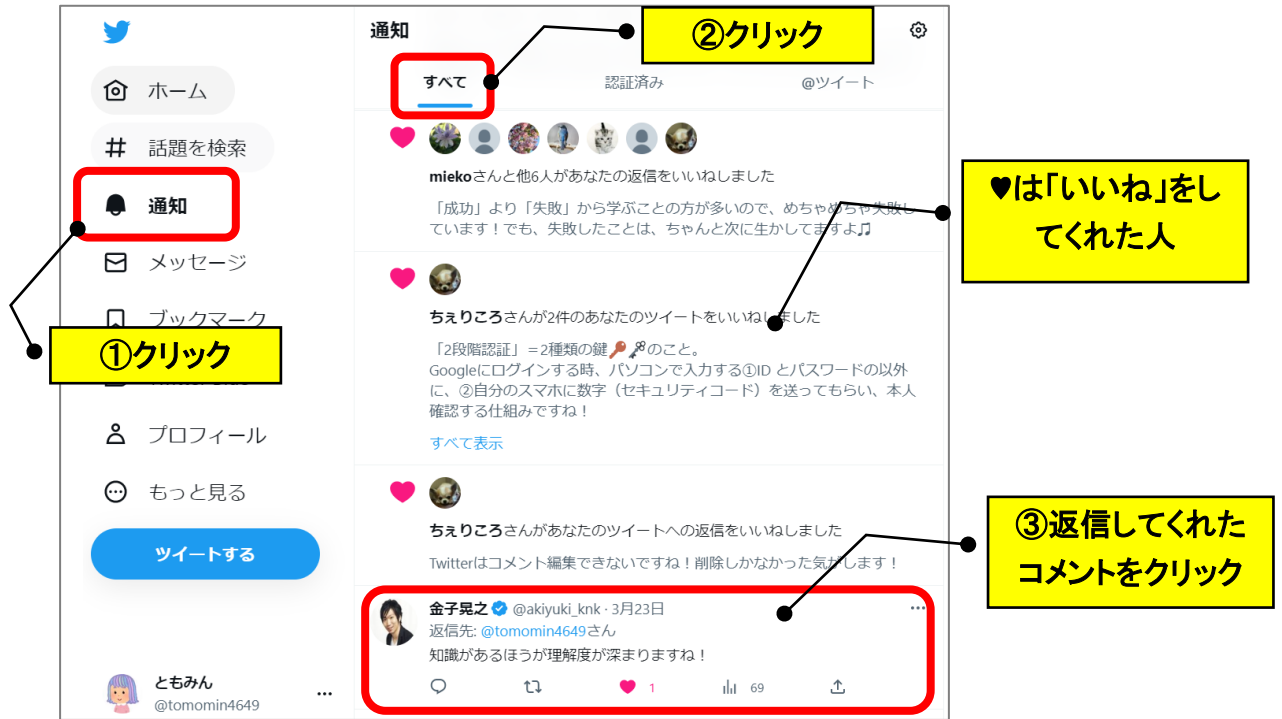 通知
②クリック
すべて
認証済み
@ツイート
ホーム
話題を検索
通知
メッセージ
ブックマーク
①クリック
プロフィール
もっと見る
ツイートする
ともみん
@tomomin4649
miekoさんと他6人があなたの返信をいいねしました
「成功」より「失敗」から学ぶことの方が多いので、めちゃめちゃ失敗し
ています！でも、失敗したことは、ちゃんと次に生かしてますよ♫
♥は「いいね」をし
てくれた人
ちぇりころさんが2件のあなたのツイートをいいねしました
「2段階認証」＝2種類の鍵🔑🗝のこと。
Googleにログインする時、パソコンで入力する①ID とパスワードの以外
に、②自分のスマホに数字（セキュリティコード）を送ってもらい、本人
確認する仕組みですね！
すべて表示
ちぇりころさんがあなたのツイートへの返信をいいねしました
Twitterはコメント編集できないですね！削除しかなかった気がします！
③返信してくれた
コメントをクリック
金子晃之 @akiyuki_knk · 3月23日
返信先: @tomomin4649さん
知識があるほうが理解度が深まりますね！
1
69